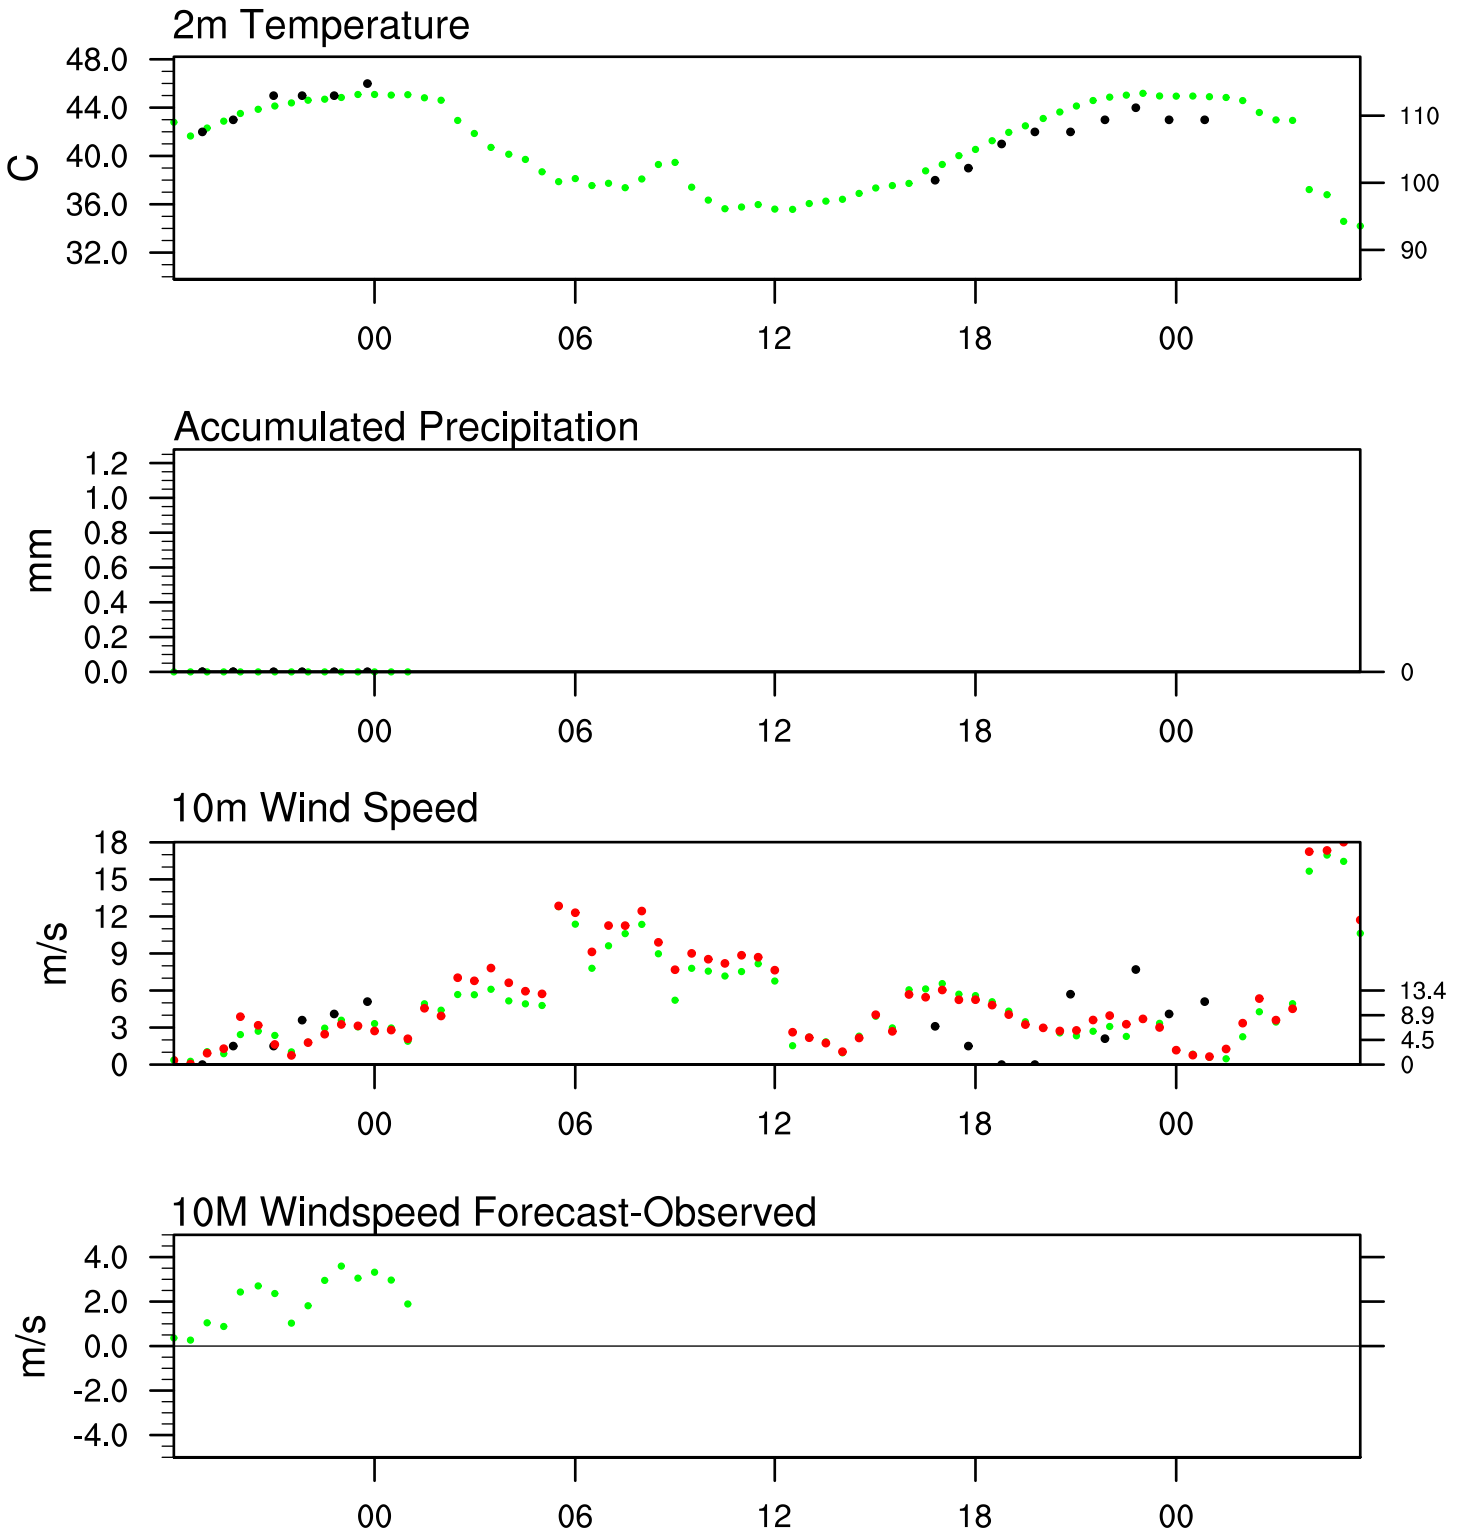 2m Temperature
48.0
44.0
110
40.0
C
100
36.0
32.0
90
00 06 12 18 00
Accumulated Precipitation
1.2
1.0
0.8
mm
0.6
0.4
0.2
0.0 0
00 06 12 18 00
10m Wind Speed
18
15
12
m/s
9
6 13.4
8.9
3
4.5
0 0
00 06 12 18 00
10M Windspeed Forecast-Observed
4.0
2.0
m/s
0.0
-2.0
-4.0
00 06 12 18 00